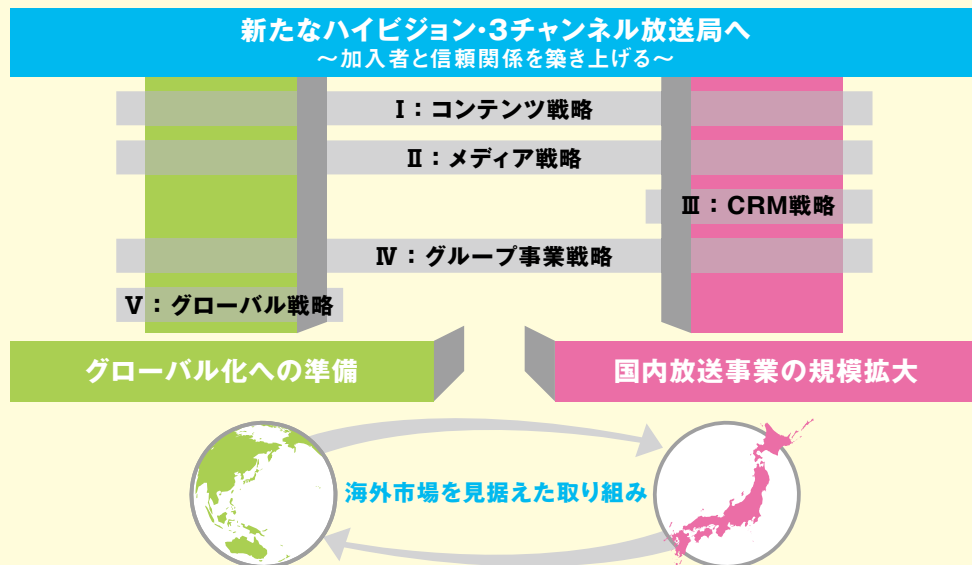 新たなハイビジョン・3チャンネル放送局へ
～加入者と信頼関係を築き上げる～
Ⅰ：コンテンツ戦略
Ⅱ：メディア戦略
Ⅲ：CRM戦略
Ⅳ：グループ事業戦略
Ⅴ：グローバル戦略
グローバル化への準備
国内放送事業の規模拡大
海外市場を見据えた取り組み